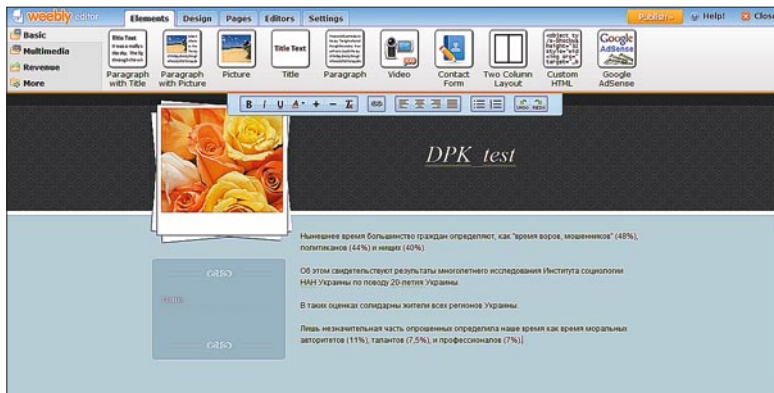 weebly editor
Elements Design Pages Editors Settings
Publish Help! Close
Basic
Multimedia
Revenue
More
Paragraph with Title
Paragraph with Picture
Picture
Title
Paragraph
Video
Contact Form
Two Column Layout
Custom HTML
Google AdSense
Title Text
Title Text
Google
AdSense
B I U A + -
UNDO REDO
DPK_test
Нынешнее время большинство граждан определяют, как "время воров, мошенников" (48%),
политиканов (44%) и нищих (40%).
Об этом свидетельствуют результаты многолетнего исследования Института социологии
НАН Украины по поводу 20-летия Украины.
В таких оценках солидарны жители всех регионов Украины.
Лишь незначительная часть опрошенных определила наше время как время моральных
авторитетов (11%), талантов (7,5%), и профессионалов (7%).